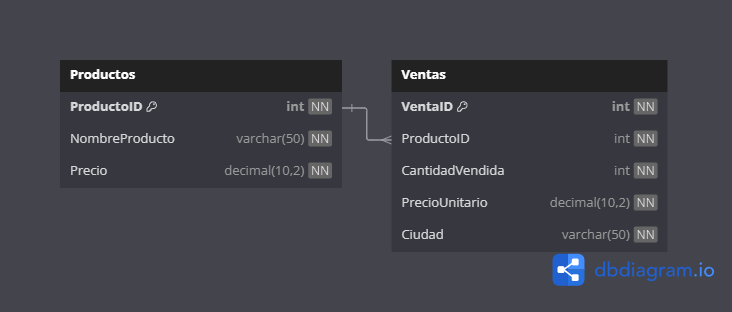 Productos
ProductoID int NN
NombreProducto varchar(50) NN
Precio decimal(10,2) NN
Ventas
VentaID int NN
ProductoID int NN
CantidadVendida int NN
PrecioUnitario decimal(10,2) NN
Ciudad varchar(50) NN
dbdiagram.io